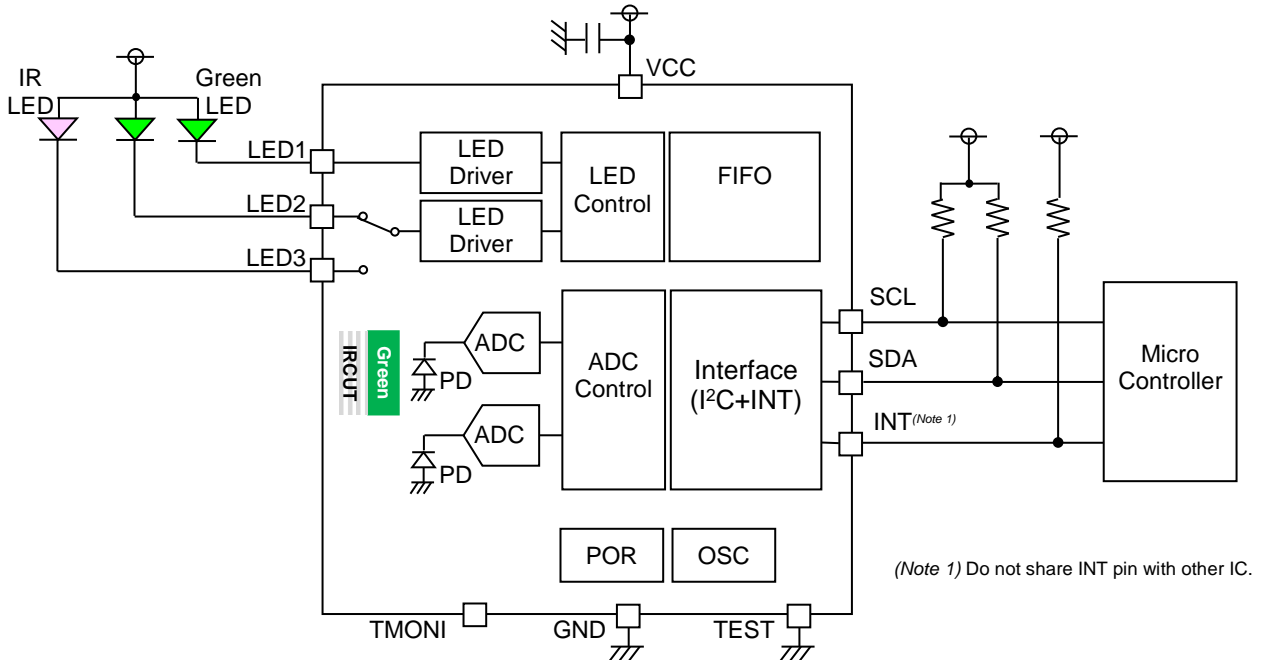 VCC
IR
LED
Green
LED
LED1
LED2
LED3
LED
Driver
LED
Driver
LED
Control
FIFO
Green
IRCUT
ADC
PD
ADC
PD
ADC
Control
Interface
(I²C+INT)
SCL
SDA
INT(Note 1)
Micro
Controller
POR
OSC
(Note 1) Do not share INT pin with other IC.
TMONI
GND
TEST